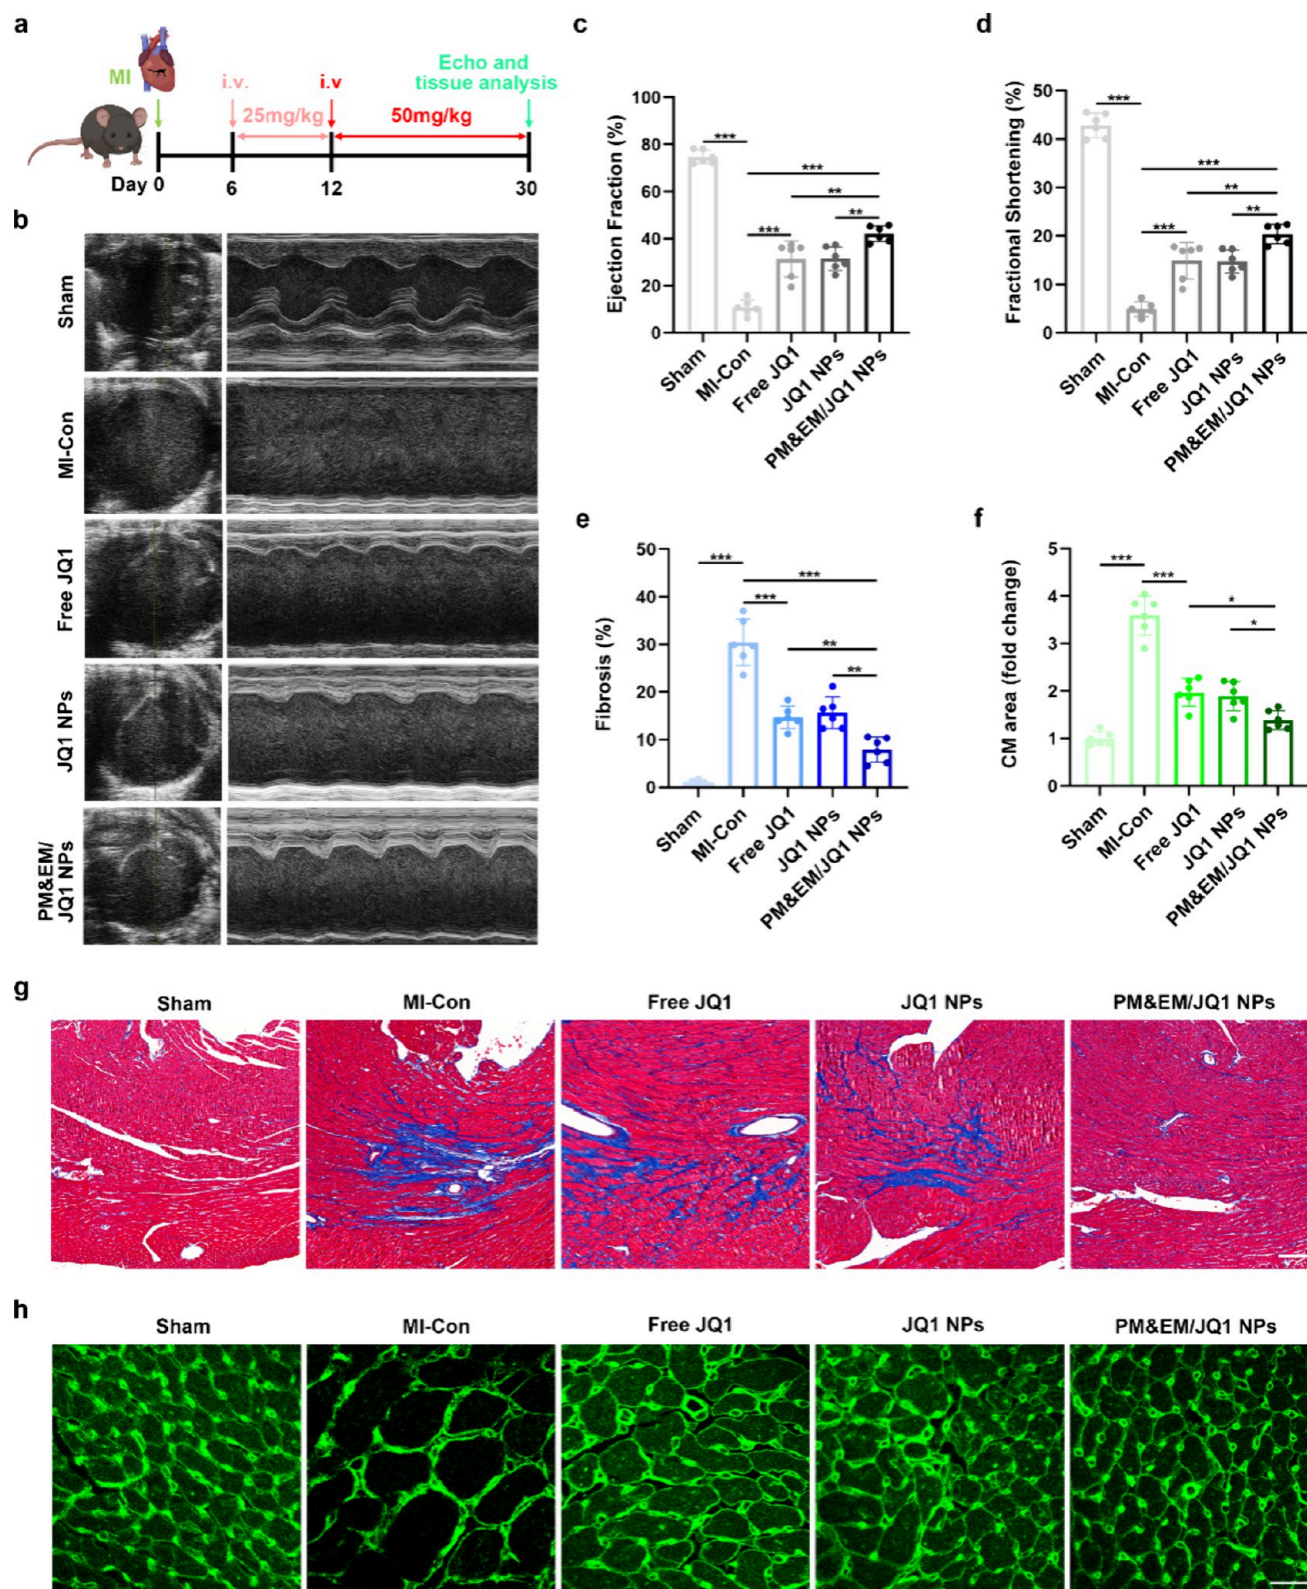 a
MI
i.v.
i.v
Echo and
tissue analysis
25mg/kg
50mg/kg
Day 0
6
12
30
b
Sham
MI-Con
Free JQ1
JQ1 NPs
PM&EM/
JQ1 NPs
c
Ejection Fraction (%)
100
80
60
40
20
0
***
***
**
**
***
Sham
MI-Con
Free JQ1
JQ1 NPs
PM&EM/JQ1 NPs
d
Fractional Shortening (%)
50
40
30
20
10
0
***
***
**
**
***
Sham
MI-Con
Free JQ1
JQ1 NPs
PM&EM/JQ1 NPs
e
Fibrosis (%)
50
40
30
20
10
0
***
***
***
**
**
Sham
MI-Con
Free JQ1
JQ1 NPs
PM&EM/JQ1 NPs
f
CM area (fold change)
5
4
3
2
1
0
***
***
*
*
Sham
MI-Con
Free JQ1
JQ1 NPs
PM&EM/JQ1 NPs
g
Sham
MI-Con
Free JQ1
JQ1 NPs
PM&EM/JQ1 NPs
h
Sham
MI-Con
Free JQ1
JQ1 NPs
PM&EM/JQ1 NPs